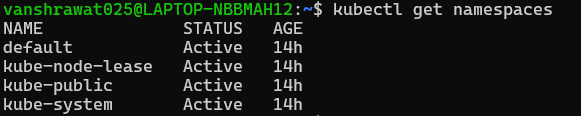 vanshrawat025@LAPTOP-NBBMAH12:~$ kubectl get namespaces
NAME STATUS AGE
default Active 14h
kube-node-lease Active 14h
kube-public Active 14h
kube-system Active 14h